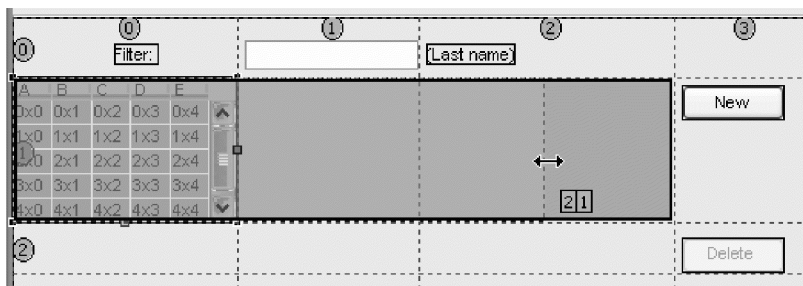 0 1 2 3
0 Filter: (Last name)
A B C D E
0x0 0x1 0x2 0x3 0x4 New
1x0 1x1 1x2 1x3 1x4
1 2x0 2x1 2x2 2x3 2x4
3x0 3x1 3x2 3x3 3x4
4x0 4x1 4x2 4x3 4x4 2 1
2 Delete